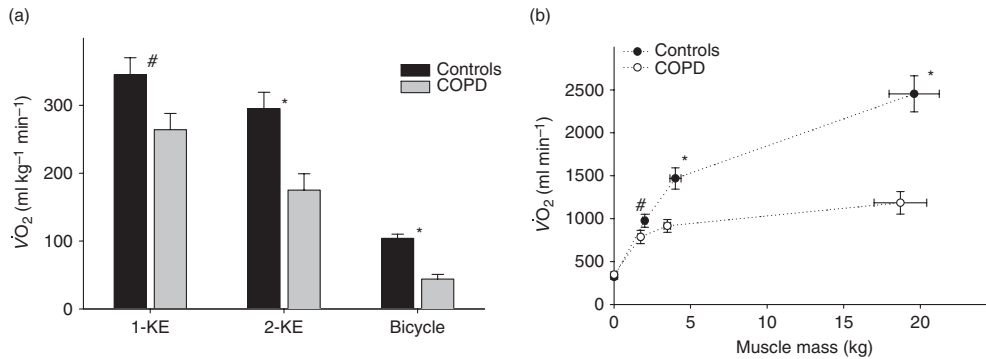 (a)
300
200
100
0
V̇O₂ (ml kg⁻¹ min⁻¹)
#
*
*
Controls
COPD
1-KE 2-KE Bicycle
(b)
Controls
COPD
2500
2000
1500
1000
500
0
V̇O₂ (ml min⁻¹)
#
*
*
0 5 10 15 20
Muscle mass (kg)